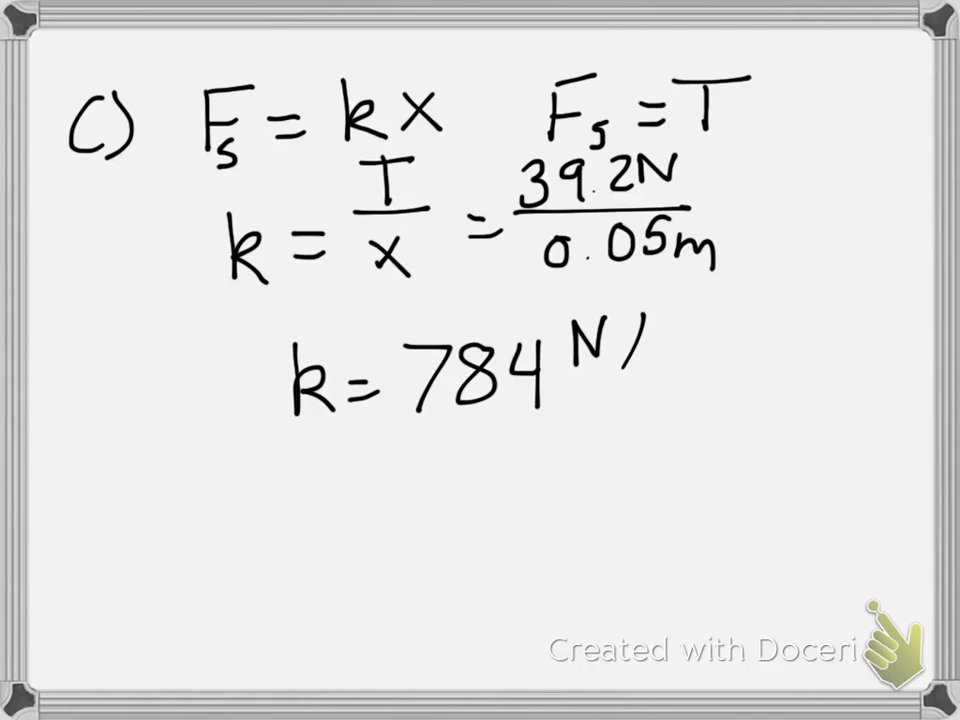 C) Fs = kx Fs = T
k = T/x = 39.2N/0.05m
k = 784 N/
Created with Doceri